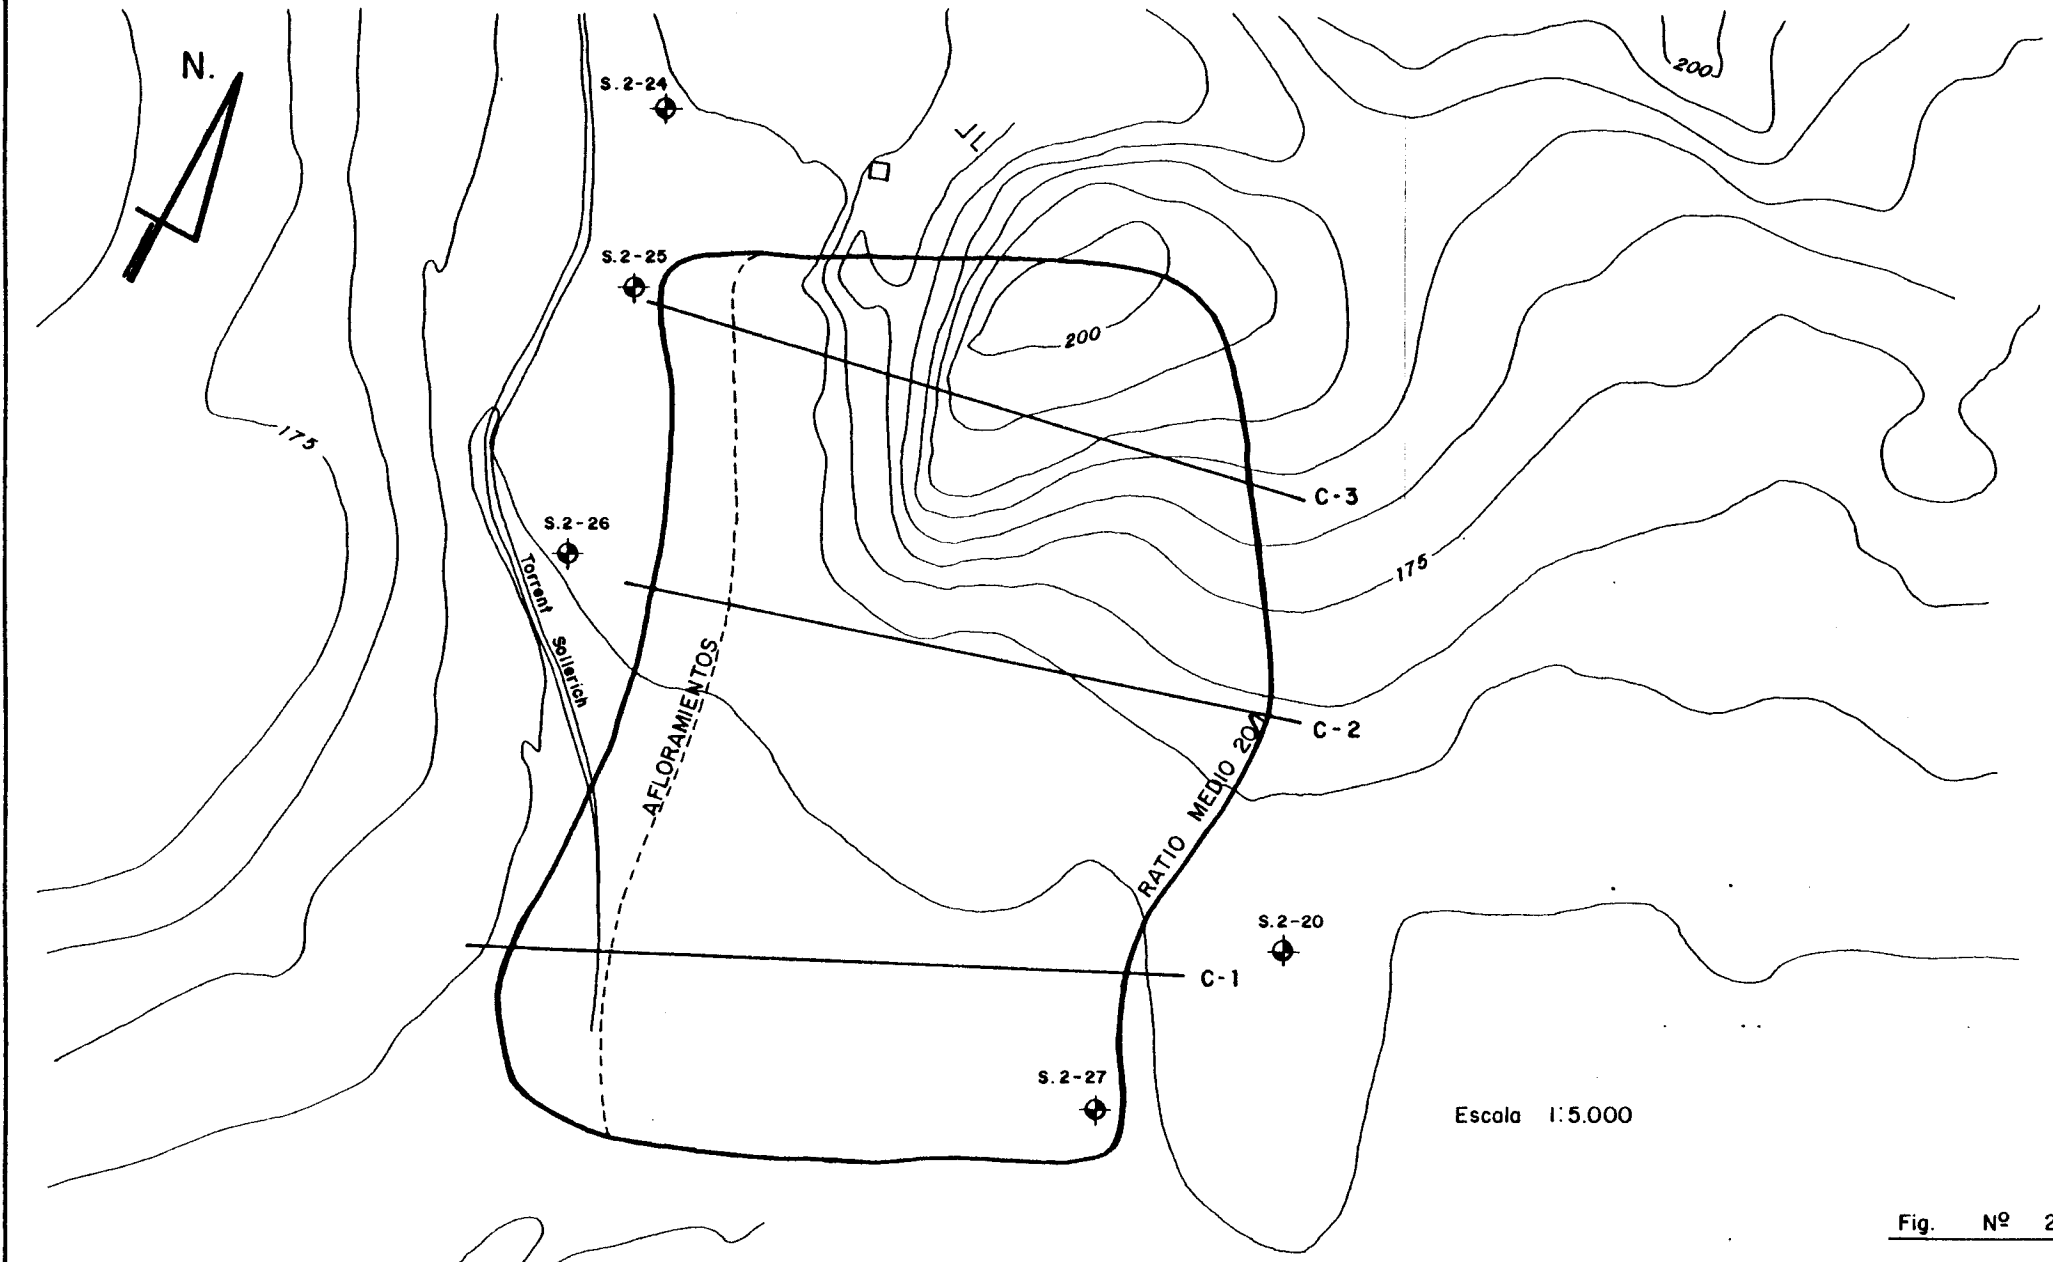 N.
S.2-24
200
S.2-25
200
175
C-3
S.2-26
175
Torrent Sollerich
AFLORAMIENTOS
C-2
RATIO MEDIO 20/1
S.2-20
C-1
S.2-27
Escala 1:5.000
Fig. Nº 2